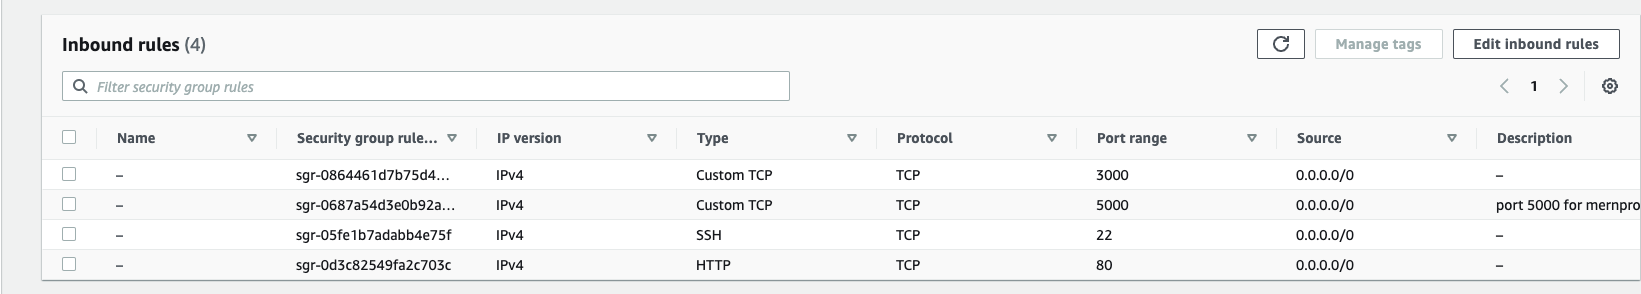 Inbound rules (4)
Manage tags
Edit inbound rules
Filter security group rules
1
Name Security group rule... IP version Type Protocol Port range Source Description
– sgr-0864461d7b75d4... IPv4 Custom TCP TCP 3000 0.0.0.0/0 –
– sgr-0687a54d3e0b92a... IPv4 Custom TCP TCP 5000 0.0.0.0/0 port 5000 for mernpro
– sgr-05fe1b7adabb4e75f IPv4 SSH TCP 22 0.0.0.0/0 –
– sgr-0d3c82549fa2c703c IPv4 HTTP TCP 80 0.0.0.0/0 –